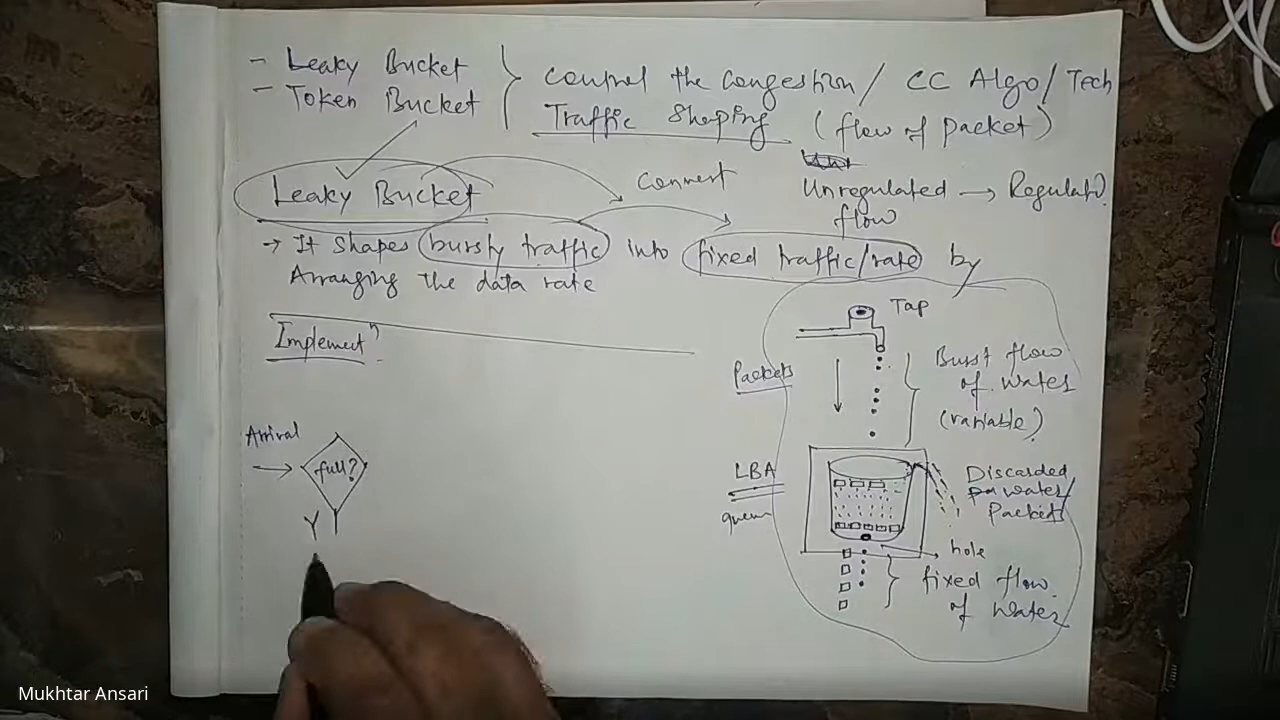 - Leaky Bucket
- Token Bucket
Control the congestion / CC Algo / Tech
Traffic Shaping (flow of packet)
Leaky Bucket
Convert
Unregulated → Regulated
flow
→ It shapes bursty traffic into fixed traffic/rate by
Arranging the data rate
Implementⁿ
Tap
Packets
Burst flow
of water
(variable)
Arrival
full?
Y
LBA
queue
Discarded
water/
Packets
hole
fixed flow
of water
Mukhtar Ansari